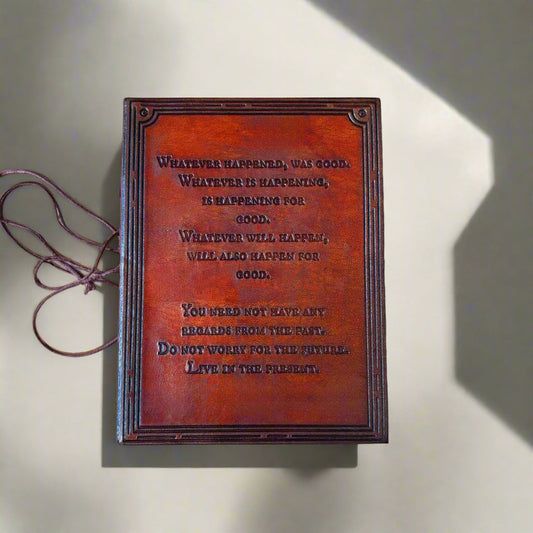 Whatever happened, was good.
Whatever is happening,
is happening for
good.
Whatever will happen,
will also happen for
good.
You need not have any
regards from the past.
Do not worry for the future.
Live in the present.